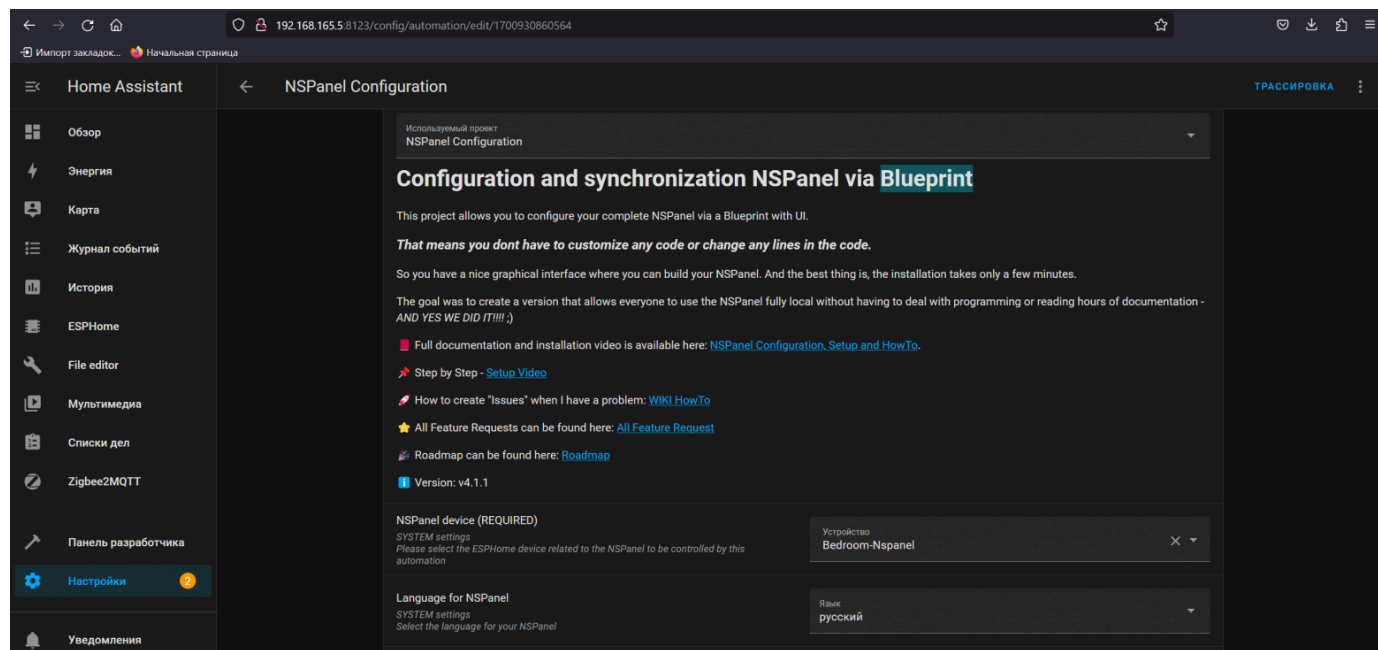 192.168.165.5:8123/config/automation/edit/1700930860564
Импорт закладок... Начальная страница
Home Assistant
NSPanel Configuration
ТРАССИРОВКА
Обзор
Энергия
Карта
Журнал событий
История
ESPHome
File editor
Мультимедиа
Списки дел
Zigbee2MQTT
Панель разработчика
Настройки 2
Уведомления
Используемый проект
NSPanel Configuration
Configuration and synchronization NSPanel via Blueprint
This project allows you to configure your complete NSPanel via a Blueprint with UI.
That means you dont have to customize any code or change any lines in the code.
So you have a nice graphical interface where you can build your NSPanel. And the best thing is, the installation takes only a few minutes.
The goal was to create a version that allows everyone to use the NSPanel fully local without having to deal with programming or reading hours of documentation -
AND YES WE DID IT!!!! ;)
Full documentation and installation video is available here: NSPanel Configuration, Setup and HowTo.
Step by Step - Setup Video
How to create "Issues" when I have a problem: WIKI HowTo
All Feature Requests can be found here: All Feature Request
Roadmap can be found here: Roadmap
Version: v4.1.1
NSPanel device (REQUIRED)
SYSTEM settings
Please select the ESPHome device related to the NSPanel to be controlled by this
automation
Устройство
Bedroom-Nspanel
Language for NSPanel
SYSTEM settings
Select the language for your NSPanel
Язык
русский